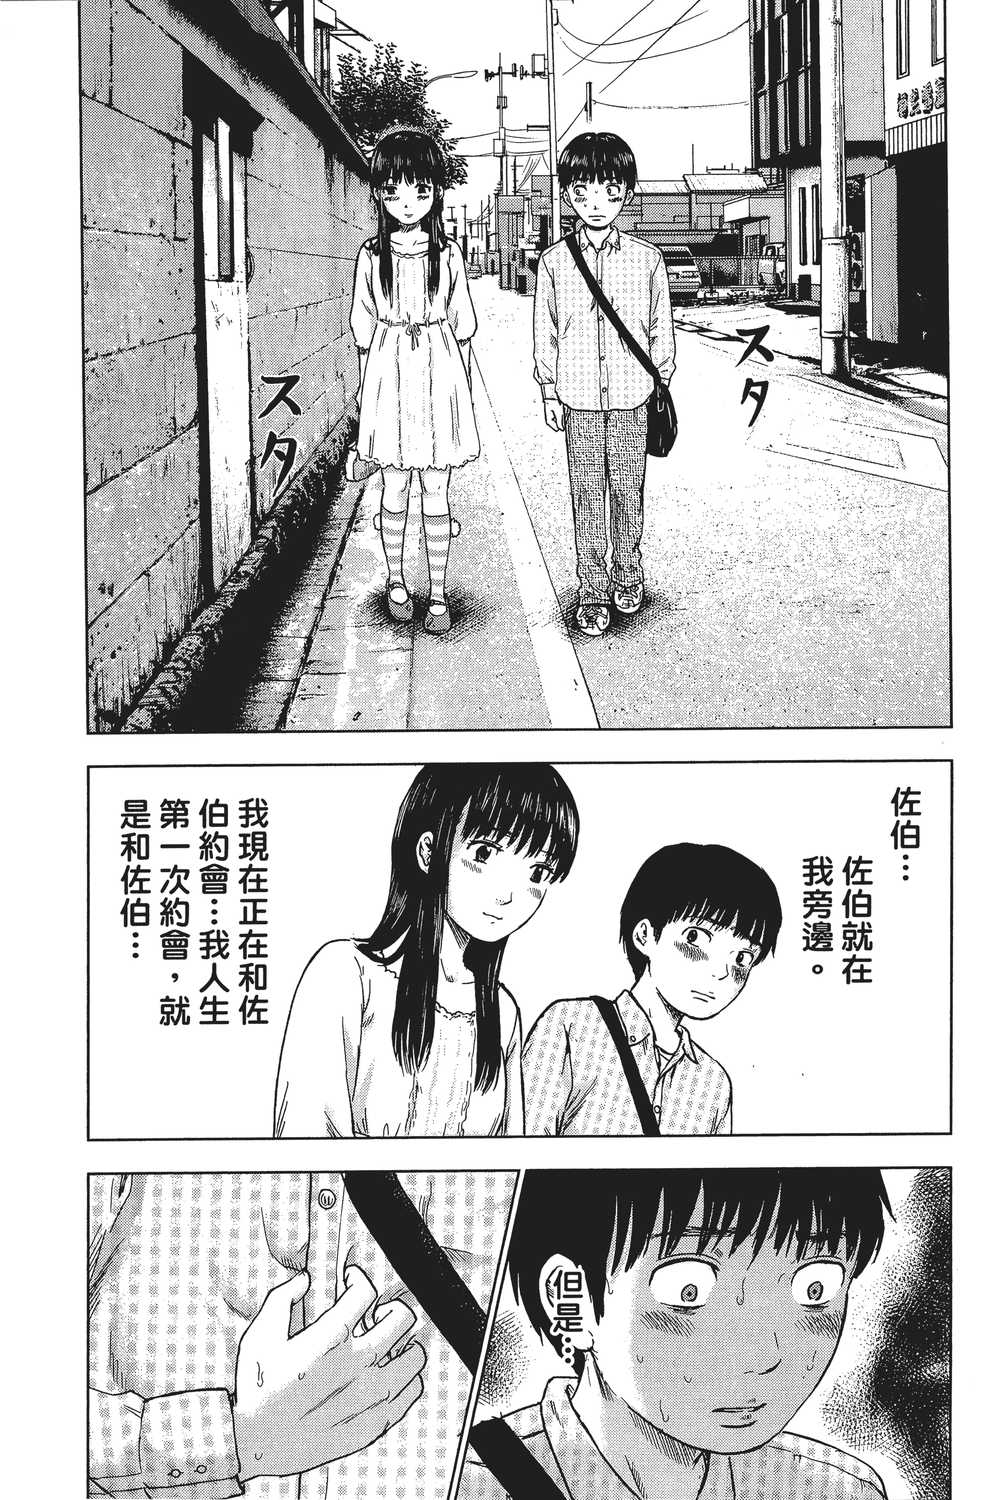 スタ
スタ
佐伯…
佐伯就在
我旁邊。
我現在正在和佐
伯約會…我人生
第一次約會，就
是和佐伯…
但是…